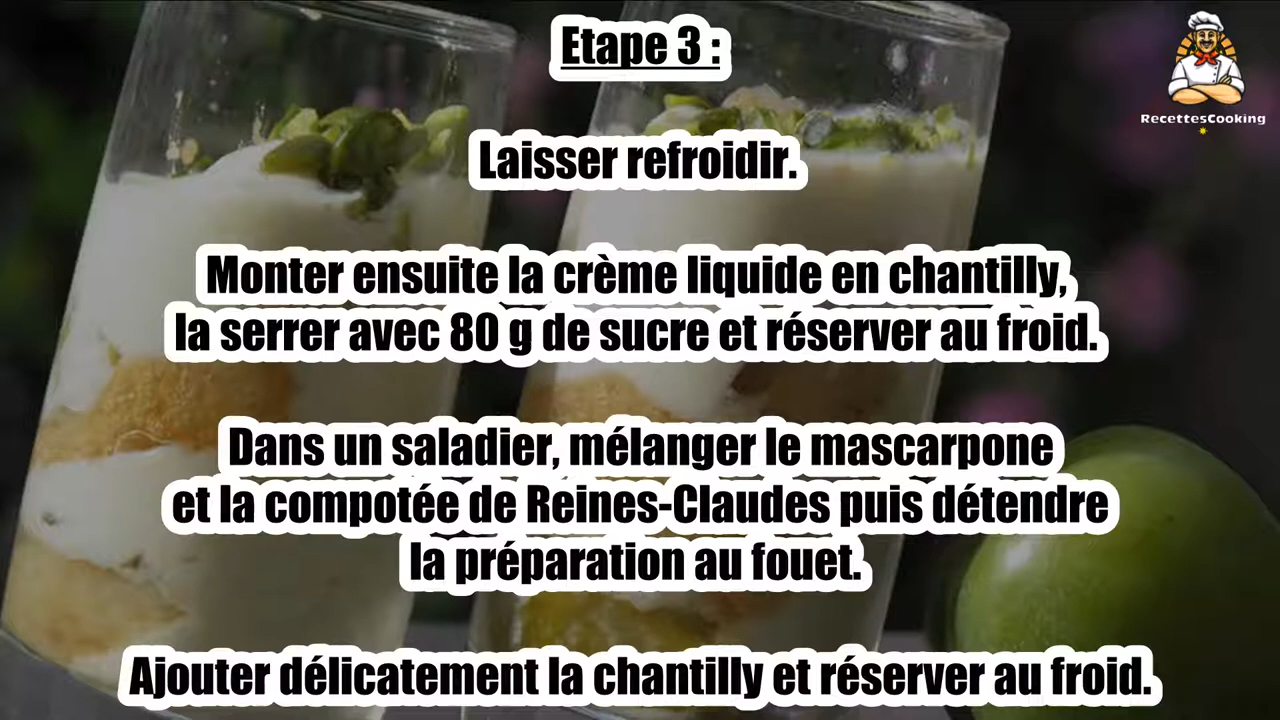 Etape 3 :
RecettesCooking
Laisser refroidir.
Monter ensuite la crème liquide en chantilly,
la serrer avec 80 g de sucre et réserver au froid.
Dans un saladier, mélanger le mascarpone
et la compotée de Reines-Claudes puis détendre
la préparation au fouet.
Ajouter délicatement la chantilly et réserver au froid.